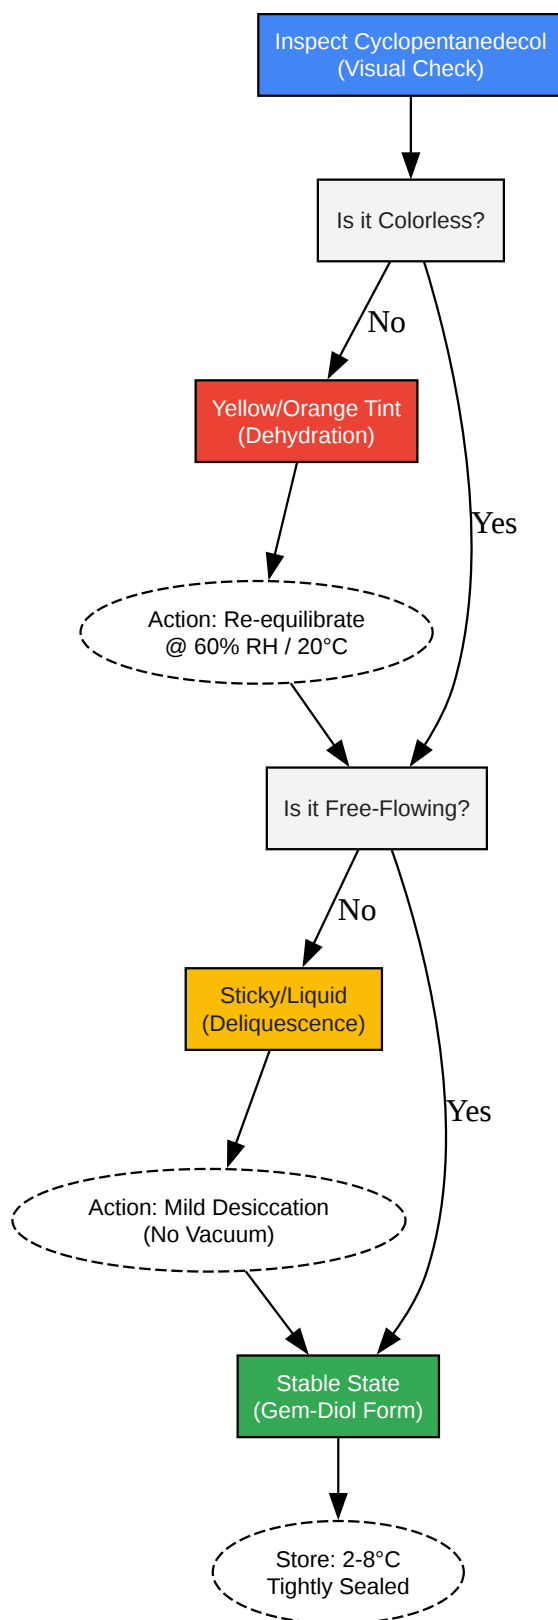 Inspect Cyclopentanedecol
(Visual Check)
Is it Colorless?
No
Yellow/Orange Tint
(Dehydration)
Yes
Action: Re-equilibrate
@ 60% RH / 20°C
Is it Free-Flowing?
No
Sticky/Liquid
(Deliquescence)
Yes
Action: Mild Desiccation
(No Vacuum)
Stable State
(Gem-Diol Form)
Store: 2-8°C
Tightly Sealed